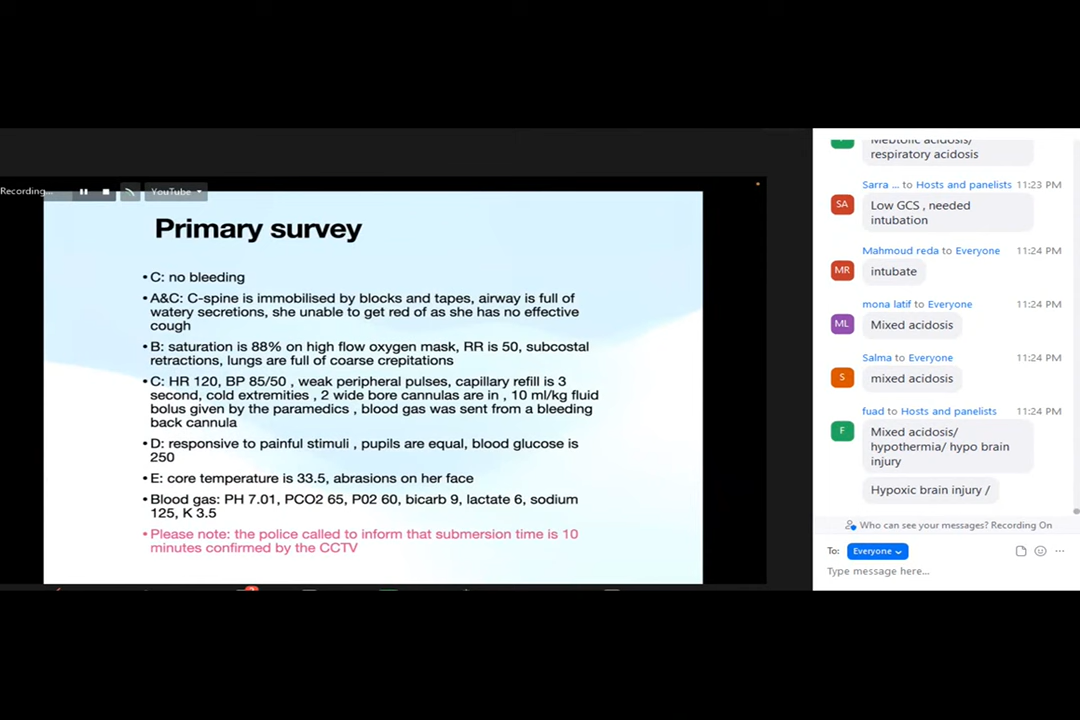 Recording...
YouTube
Primary survey
•C: no bleeding
•A&C: C-spine is immobilised by blocks and tapes, airway is full of
watery secretions, she unable to get red of as she has no effective
cough
•B: saturation is 88% on high flow oxygen mask, RR is 50, subcostal
retractions, lungs are full of coarse crepitations
•C: HR 120, BP 85/50 , weak peripheral pulses, capillary refill is 3
second, cold extremities , 2 wide bore cannulas are in , 10 ml/kg fluid
bolus given by the paramedics , blood gas was sent from a bleeding
back cannula
•D: responsive to painful stimuli , pupils are equal, blood glucose is
250
•E: core temperature is 33.5, abrasions on her face
•Blood gas: PH 7.01, PCO2 65, P02 60, bicarb 9, lactate 6, sodium
125, K 3.5
•Please note: the police called to inform that submersion time is 10
minutes confirmed by the CCTV
Mebtolic acidosis/
respiratory acidosis
Sarra ... to Hosts and panelists 11:23 PM
SA
Low GCS , needed
intubation
Mahmoud reda to Everyone 11:24 PM
MR
intubate
mona latif to Everyone 11:24 PM
ML
Mixed acidosis
Salma to Everyone 11:24 PM
S
mixed acidosis
fuad to Hosts and panelists 11:24 PM
F
Mixed acidosis/
hypothermia/ hypo brain
injury
Hypoxic brain injury /
Who can see your messages? Recording On
To: Everyone
Type message here...